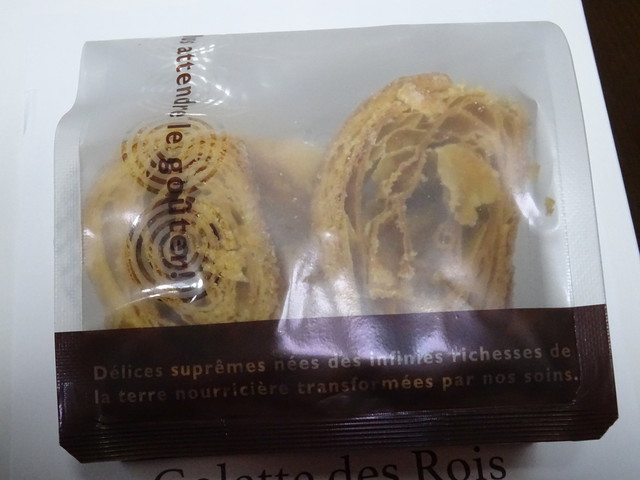 attendre le goûter!
Délices suprêmes nées des infinies richesses de
la terre nourricière transformées par nos soins.
Galette des Rois